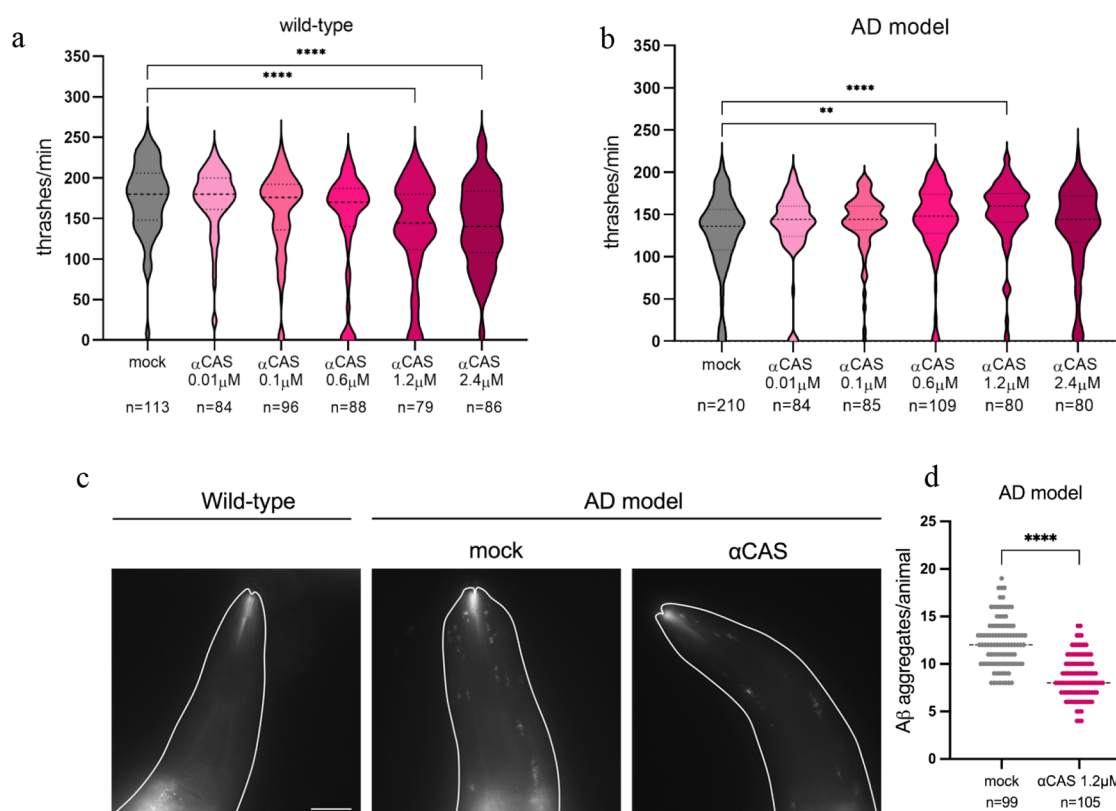 a
wild-type
thrashes/min
350
300
250
200
150
100
50
0
****
****
mock
αCAS 0.01μM
αCAS 0.1μM
αCAS 0.6μM
αCAS 1.2μM
αCAS 2.4μM
n=113
n=84
n=96
n=88
n=79
n=86
b
AD model
thrashes/min
350
300
250
200
150
100
50
0
****
**
mock
αCAS 0.01μM
αCAS 0.1μM
αCAS 0.6μM
αCAS 1.2μM
αCAS 2.4μM
n=210
n=84
n=85
n=109
n=80
n=80
c
Wild-type
AD model
mock
αCAS
d
AD model
Aβ aggregates/animal
25
20
15
10
5
0
****
mock
αCAS 1.2μM
n=99
n=105